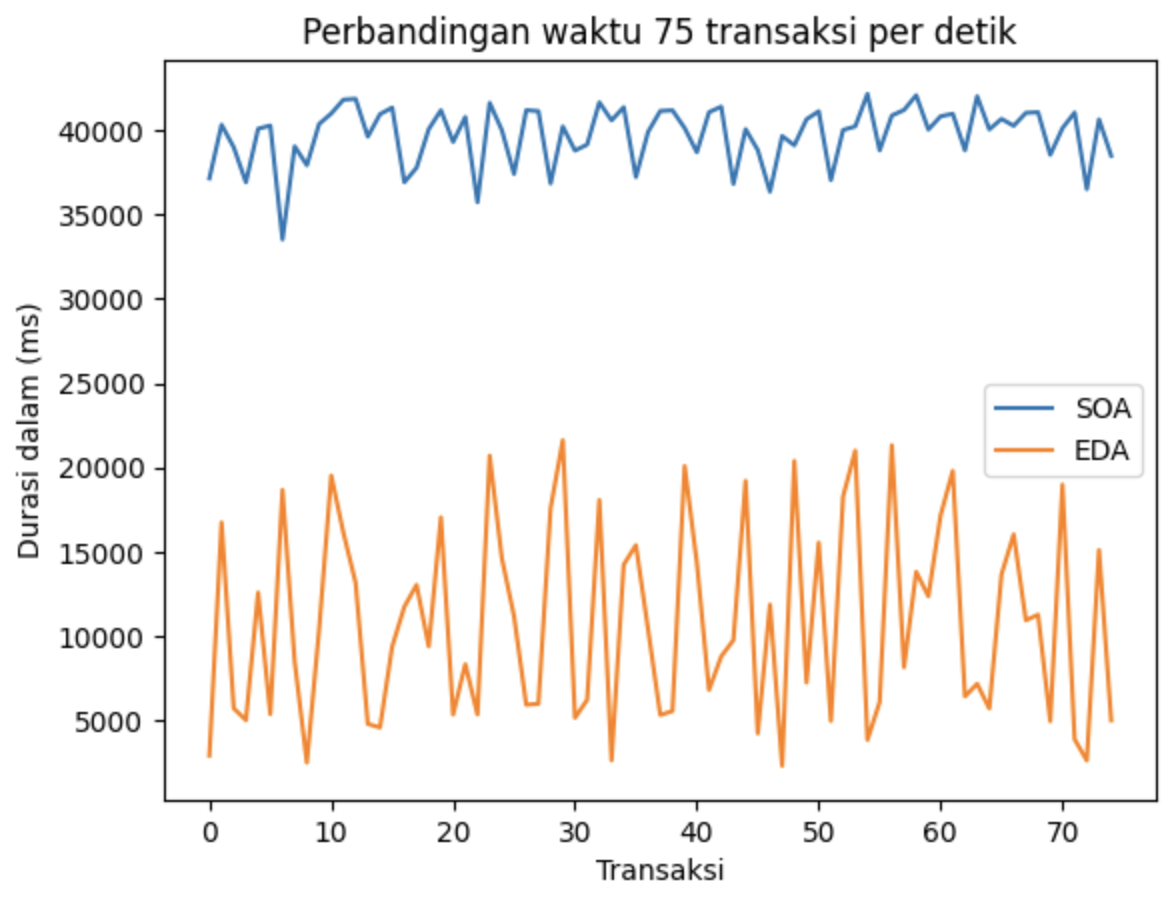 Perbandingan waktu 75 transaksi per detik
Durasi dalam (ms)
40000
35000
30000
25000
20000
15000
10000
5000
SOA
EDA
0 10 20 30 40 50 60 70
Transaksi